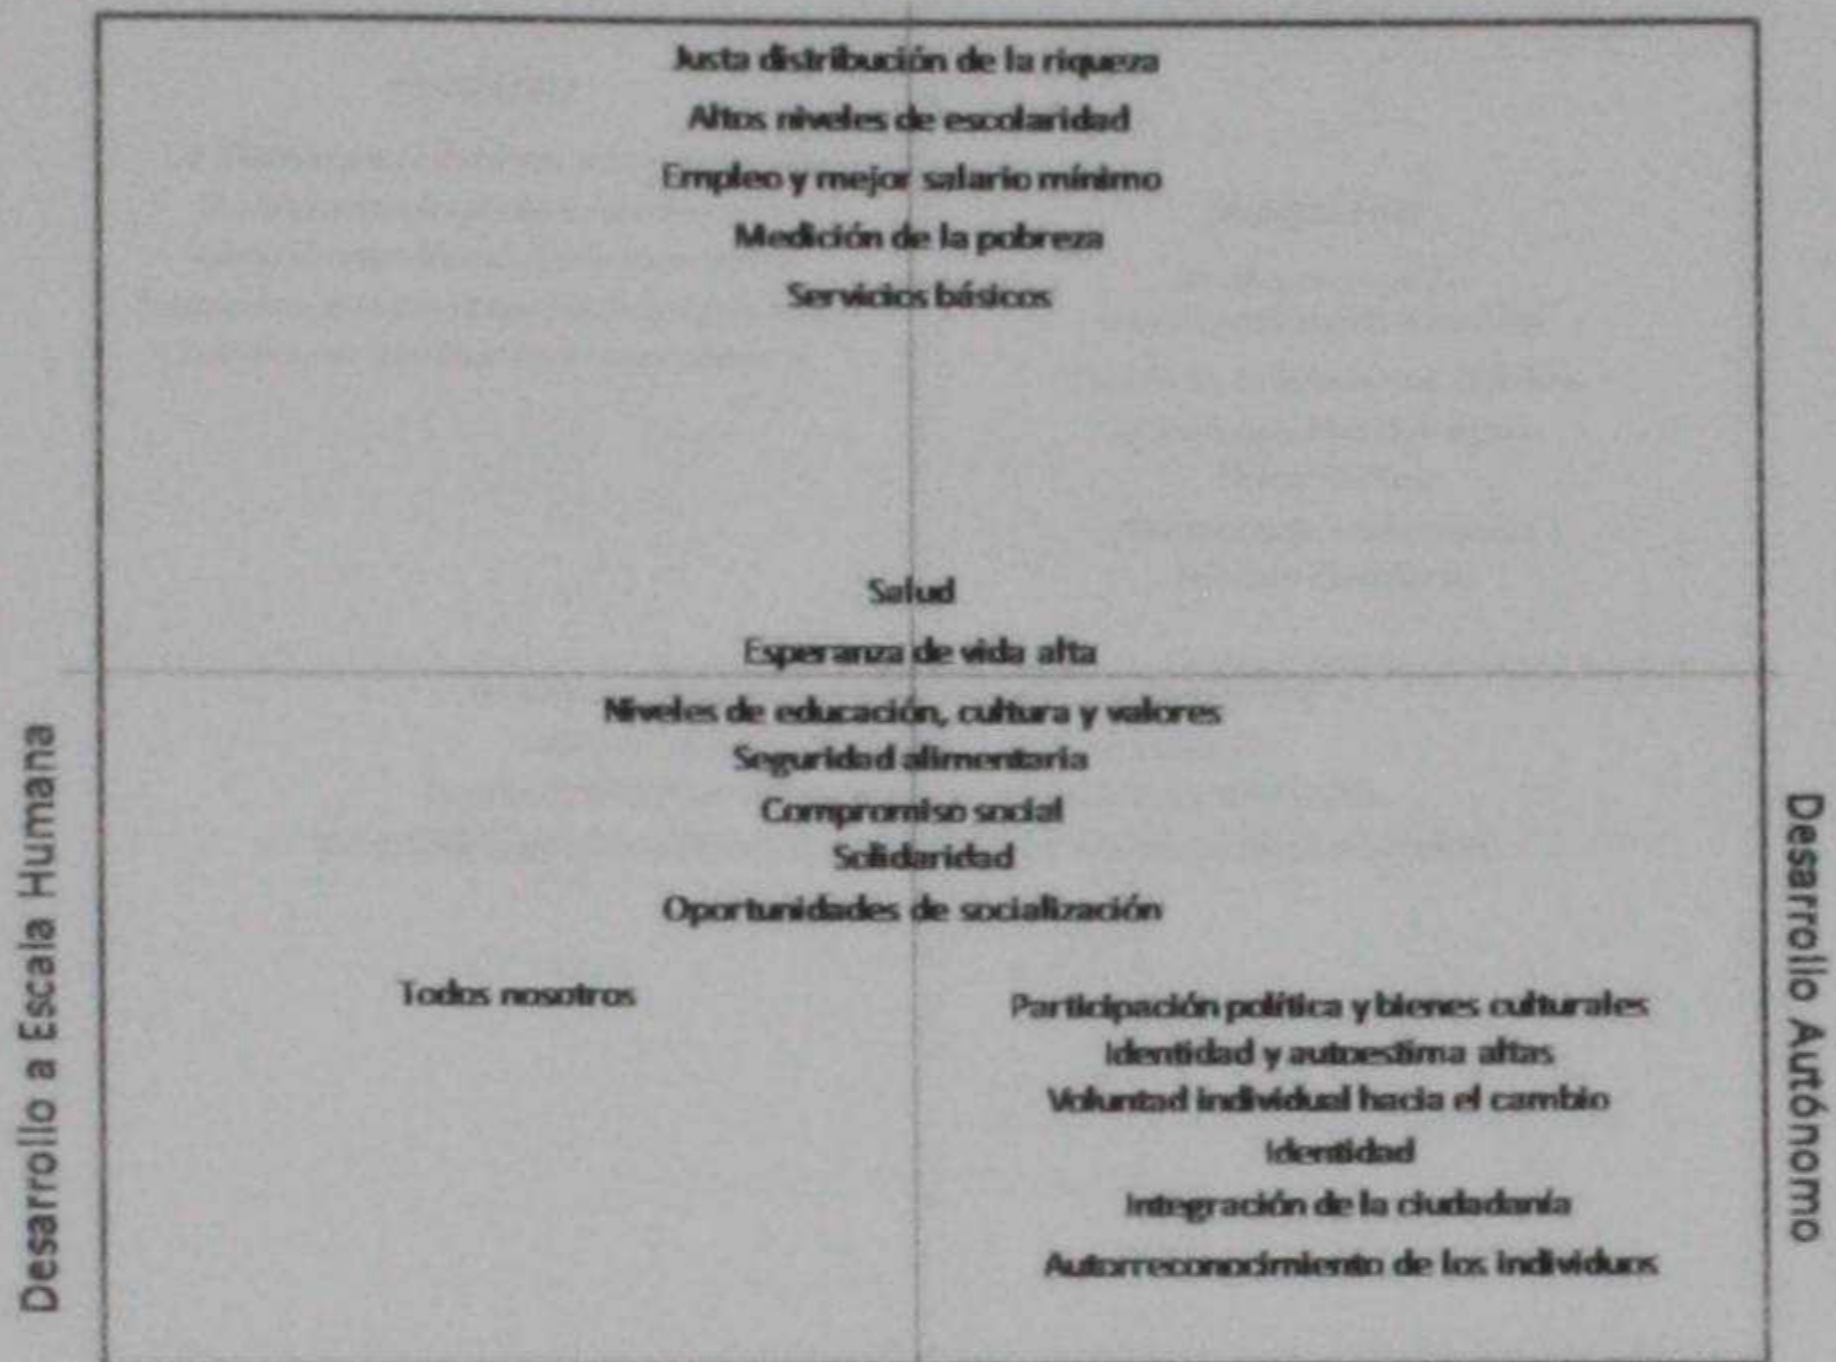 Justa distribución de la riqueza
Altos niveles de escolaridad
Empleo y mejor salario mínimo
Medición de la pobreza
Servicios básicos
Salud
Esperanza de vida alta
Niveles de educación, cultura y valores
Seguridad alimentaria
Compromiso social
Solidaridad
Oportunidades de socialización
Todos nosotros
Participación política y bienes culturales
Identidad y autoestima altas
Voluntad individual hacia el cambio
Identidad
Integración de la ciudadanía
Autorreconocimiento de los individuos
Desarrollo a Escala Humana
Desarrollo Autónomo